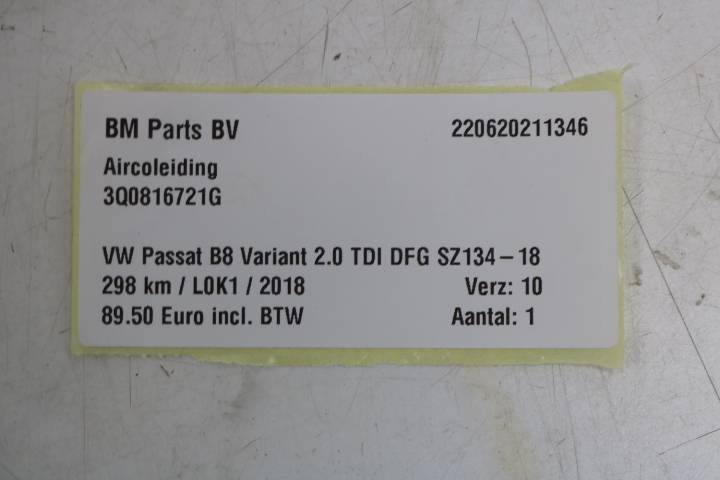 BM Parts BV 220620211346
Aircoleiding
3Q0816721G
VW Passat B8 Variant 2.0 TDI DFG SZ134-18
298 km / L0K1 / 2018 Verz: 10
89.50 Euro incl. BTW Aantal: 1